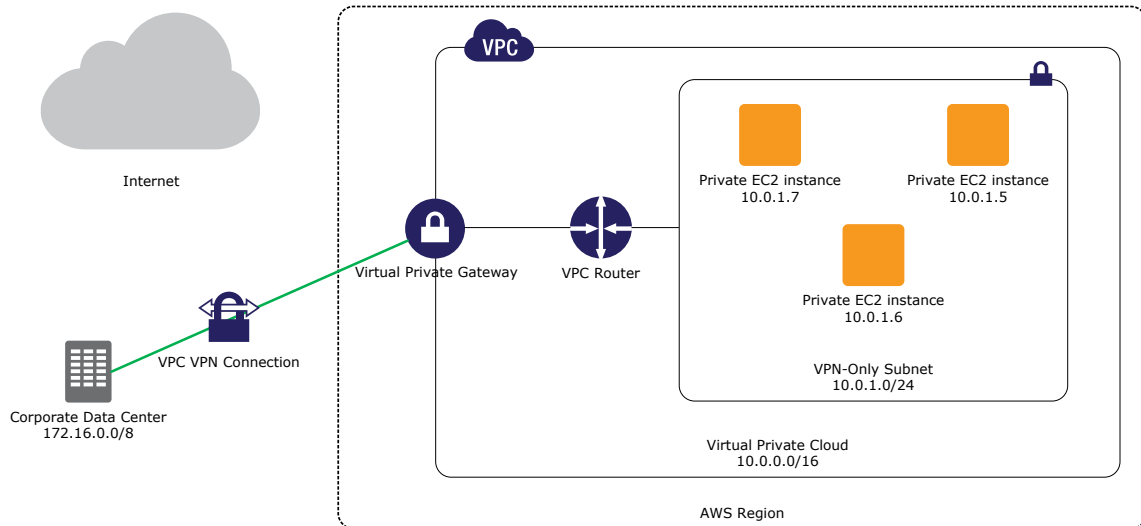 VPC
Private EC2 instance
10.0.1.7
Private EC2 instance
10.0.1.5
Internet
Virtual Private Gateway
VPC Router
Private EC2 instance
10.0.1.6
VPC VPN Connection
VPN-Only Subnet
10.0.1.0/24
Corporate Data Center
172.16.0.0/8
Virtual Private Cloud
10.0.0.0/16
AWS Region